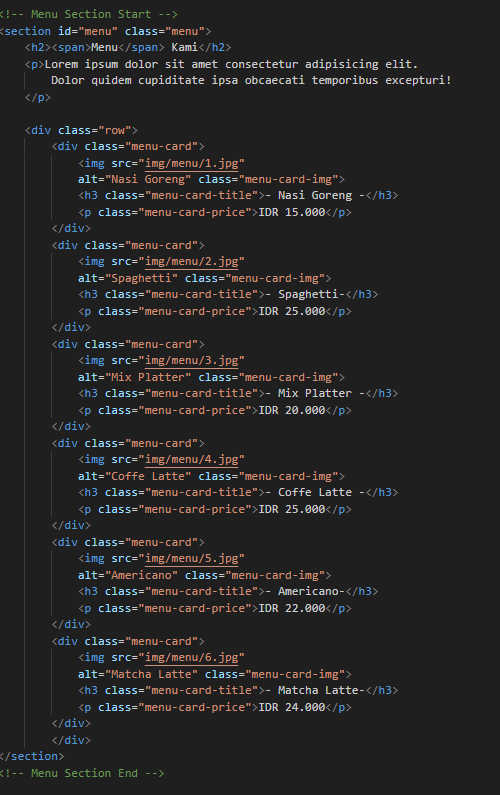 <!-- Menu Section Start -->
<section id="menu" class="menu">
    <h2><span>Menu</span> Kami</h2>
    <p>Lorem ipsum dolor sit amet consectetur adipisicing elit.
        Dolor quidem cupiditate ipsa obcaecati temporibus excepturi!
    </p>

    <div class="row">
        <div class="menu-card">
            <img src="img/menu/1.jpg"
            alt="Nasi Goreng" class="menu-card-img">
            <h3 class="menu-card-title">- Nasi Goreng -</h3>
            <p class="menu-card-price">IDR 15.000</p>
        </div>
        <div class="menu-card">
            <img src="img/menu/2.jpg"
            alt="Spaghetti" class="menu-card-img">
            <h3 class="menu-card-title">- Spaghetti-</h3>
            <p class="menu-card-price">IDR 25.000</p>
        </div>
        <div class="menu-card">
            <img src="img/menu/3.jpg"
            alt="Mix Platter" class="menu-card-img">
            <h3 class="menu-card-title">- Mix Platter -</h3>
            <p class="menu-card-price">IDR 20.000</p>
        </div>
        <div class="menu-card">
            <img src="img/menu/4.jpg"
            alt="Coffe Latte" class="menu-card-img">
            <h3 class="menu-card-title">- Coffe Latte -</h3>
            <p class="menu-card-price">IDR 25.000</p>
        </div>
        <div class="menu-card">
            <img src="img/menu/5.jpg"
            alt="Americano" class="menu-card-img">
            <h3 class="menu-card-title">- Americano-</h3>
            <p class="menu-card-price">IDR 22.000</p>
        </div>
        <div class="menu-card">
            <img src="img/menu/6.jpg"
            alt="Matcha Latte" class="menu-card-img">
            <h3 class="menu-card-title">- Matcha Latte-</h3>
            <p class="menu-card-price">IDR 24.000</p>
        </div>
        </div>
</section>
<!-- Menu Section End -->